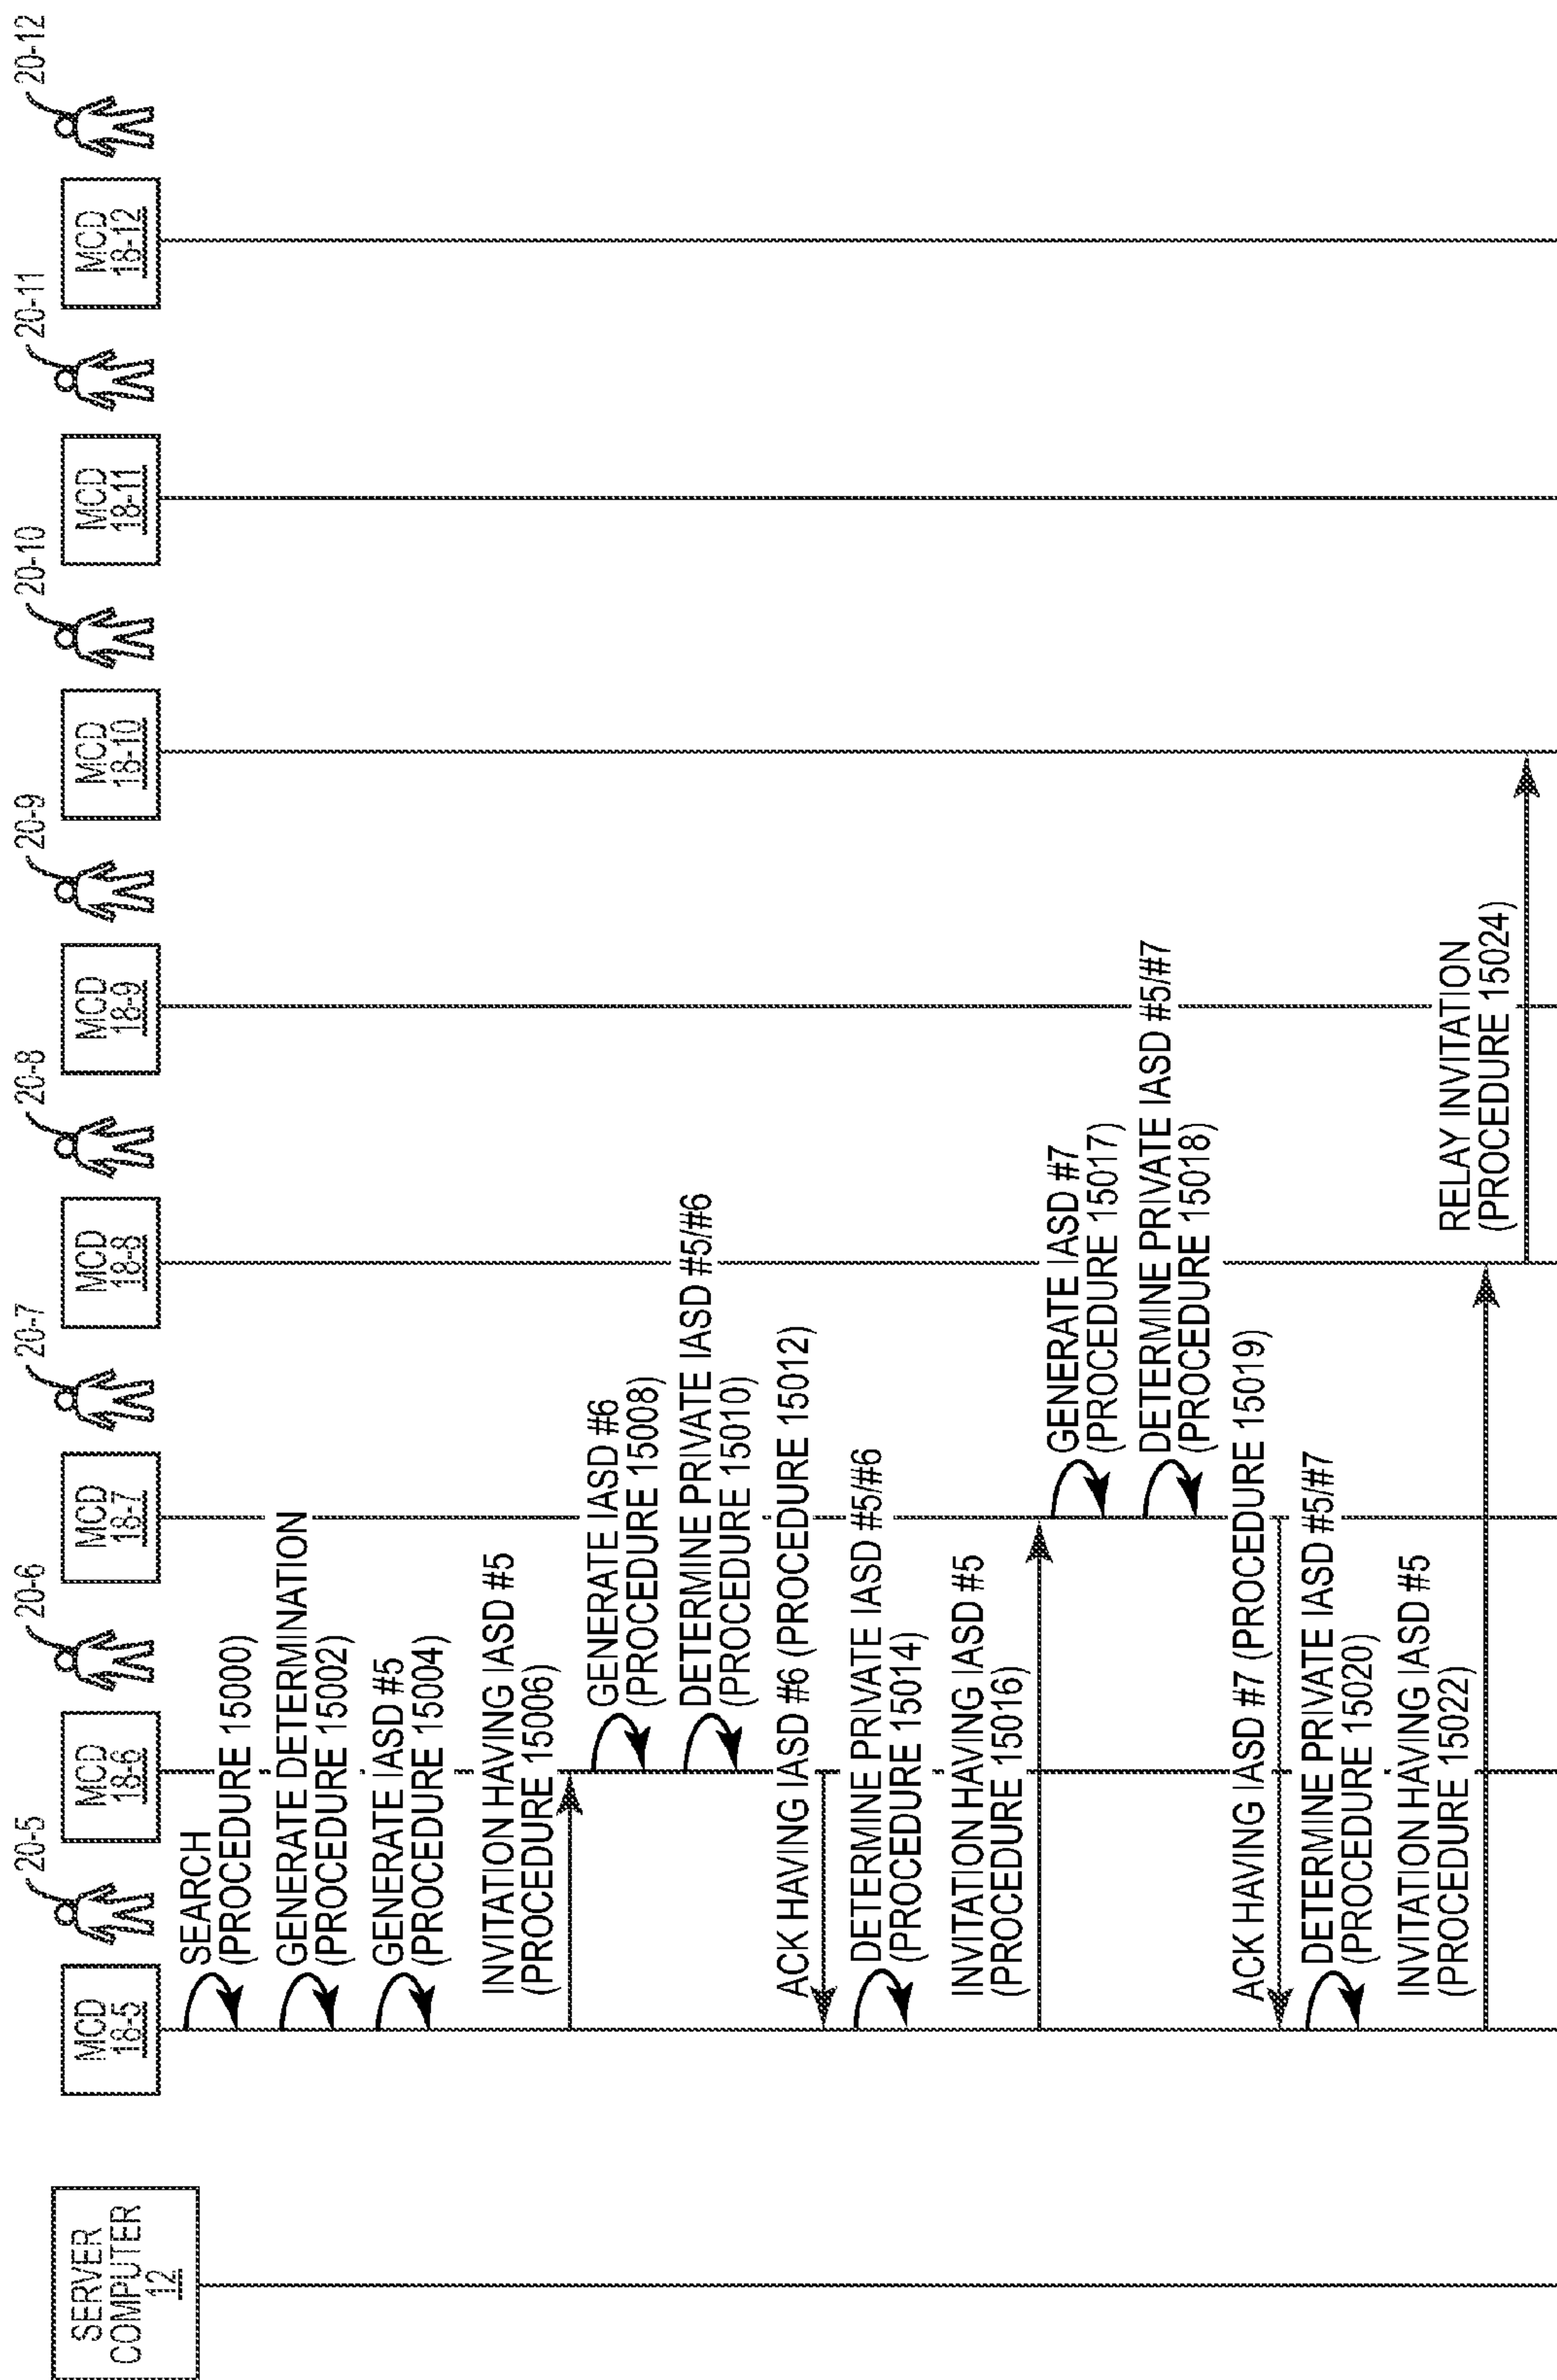 SERVER
COMPUTER
12
MCD
18-5
20-5
MCD
18-6
20-6
MCD
18-7
20-7
MCD
18-8
20-8
MCD
18-9
20-9
MCD
18-10
20-10
MCD
18-11
20-11
MCD
18-12
20-12
SEARCH
(PROCEDURE 15000)
GENERATE DETERMINATION
(PROCEDURE 15002)
GENERATE IASD #5
(PROCEDURE 15004)
INVITATION HAVING IASD #5
(PROCEDURE 15006)
GENERATE IASD #6
(PROCEDURE 15008)
DETERMINE PRIVATE IASD #5/#6
(PROCEDURE 15010)
ACK HAVING IASD #6 (PROCEDURE 15012)
DETERMINE PRIVATE IASD #5/#6
(PROCEDURE 15014)
INVITATION HAVING IASD #5
(PROCEDURE 15016)
GENERATE IASD #7
(PROCEDURE 15017)
DETERMINE PRIVATE IASD #5/#7
(PROCEDURE 15018)
ACK HAVING IASD #7 (PROCEDURE 15019)
DETERMINE PRIVATE IASD #5/#7
(PROCEDURE 15020)
INVITATION HAVING IASD #5
(PROCEDURE 15022)
RELAY INVITATION
(PROCEDURE 15024)